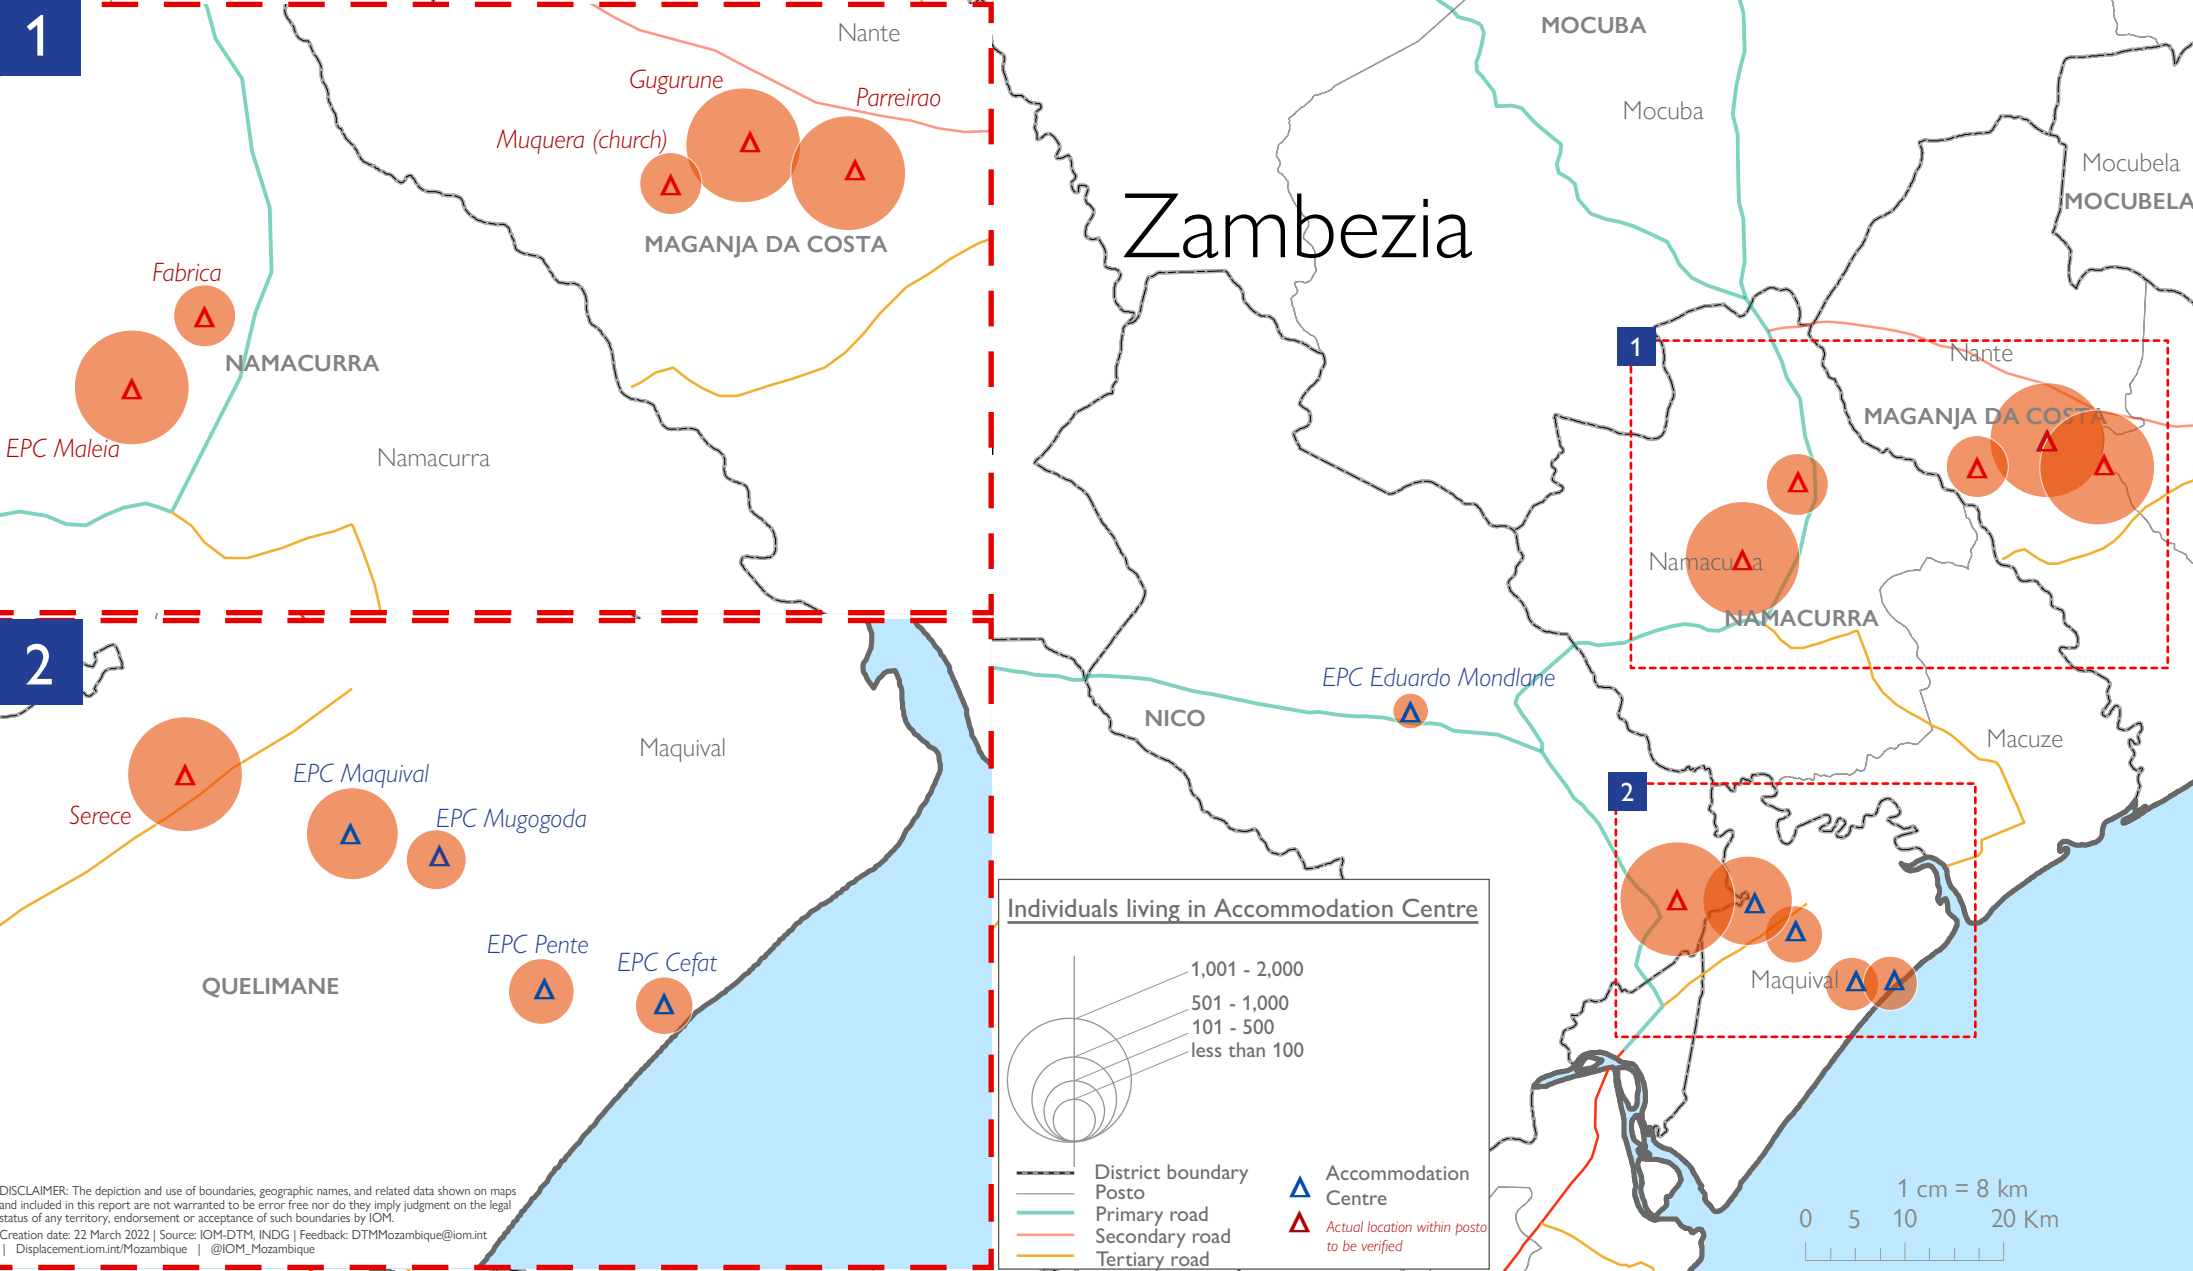 1
Nante
Gugurune
Parreirao
Muquera (church)
MAGANJA DA COSTA
Fabrica
NAMACURRA
EPC Maleia
Namacurra
2
Maquival
EPC Maquival
Serece
EPC Mugogoda
EPC Pente
EPC Cefat
QUELIMANE
DISCLAIMER: The depiction and use of boundaries, geographic names, and related data shown on maps
and included in this report are not warranted to be error free nor do they imply judgment on the legal
status of any territory, endorsement or acceptance of such boundaries by IOM.
Creation date: 22 March 2022 | Source: IOM-DTM, INDG | Feedback: DTMMozambique@iom.int
| Displacement.iom.int/Mozambique | @IOM_Mozambique
MOCUBA
Mocuba
Mocubela
MOCUBELA
Zambezia
1
Nante
MAGANJA DA COSTA
Namacurra
NAMACURRA
EPC Eduardo Mondlane
NICO
Macuze
2
Maquival
Individuals living in Accommodation Centre
1,001 - 2,000
501 - 1,000
101 - 500
less than 100
District boundary
Posto
Primary road
Secondary road
Tertiary road
Accommodation
Centre
Actual location within posto
to be verified
1 cm = 8 km
0 5 10 20 Km